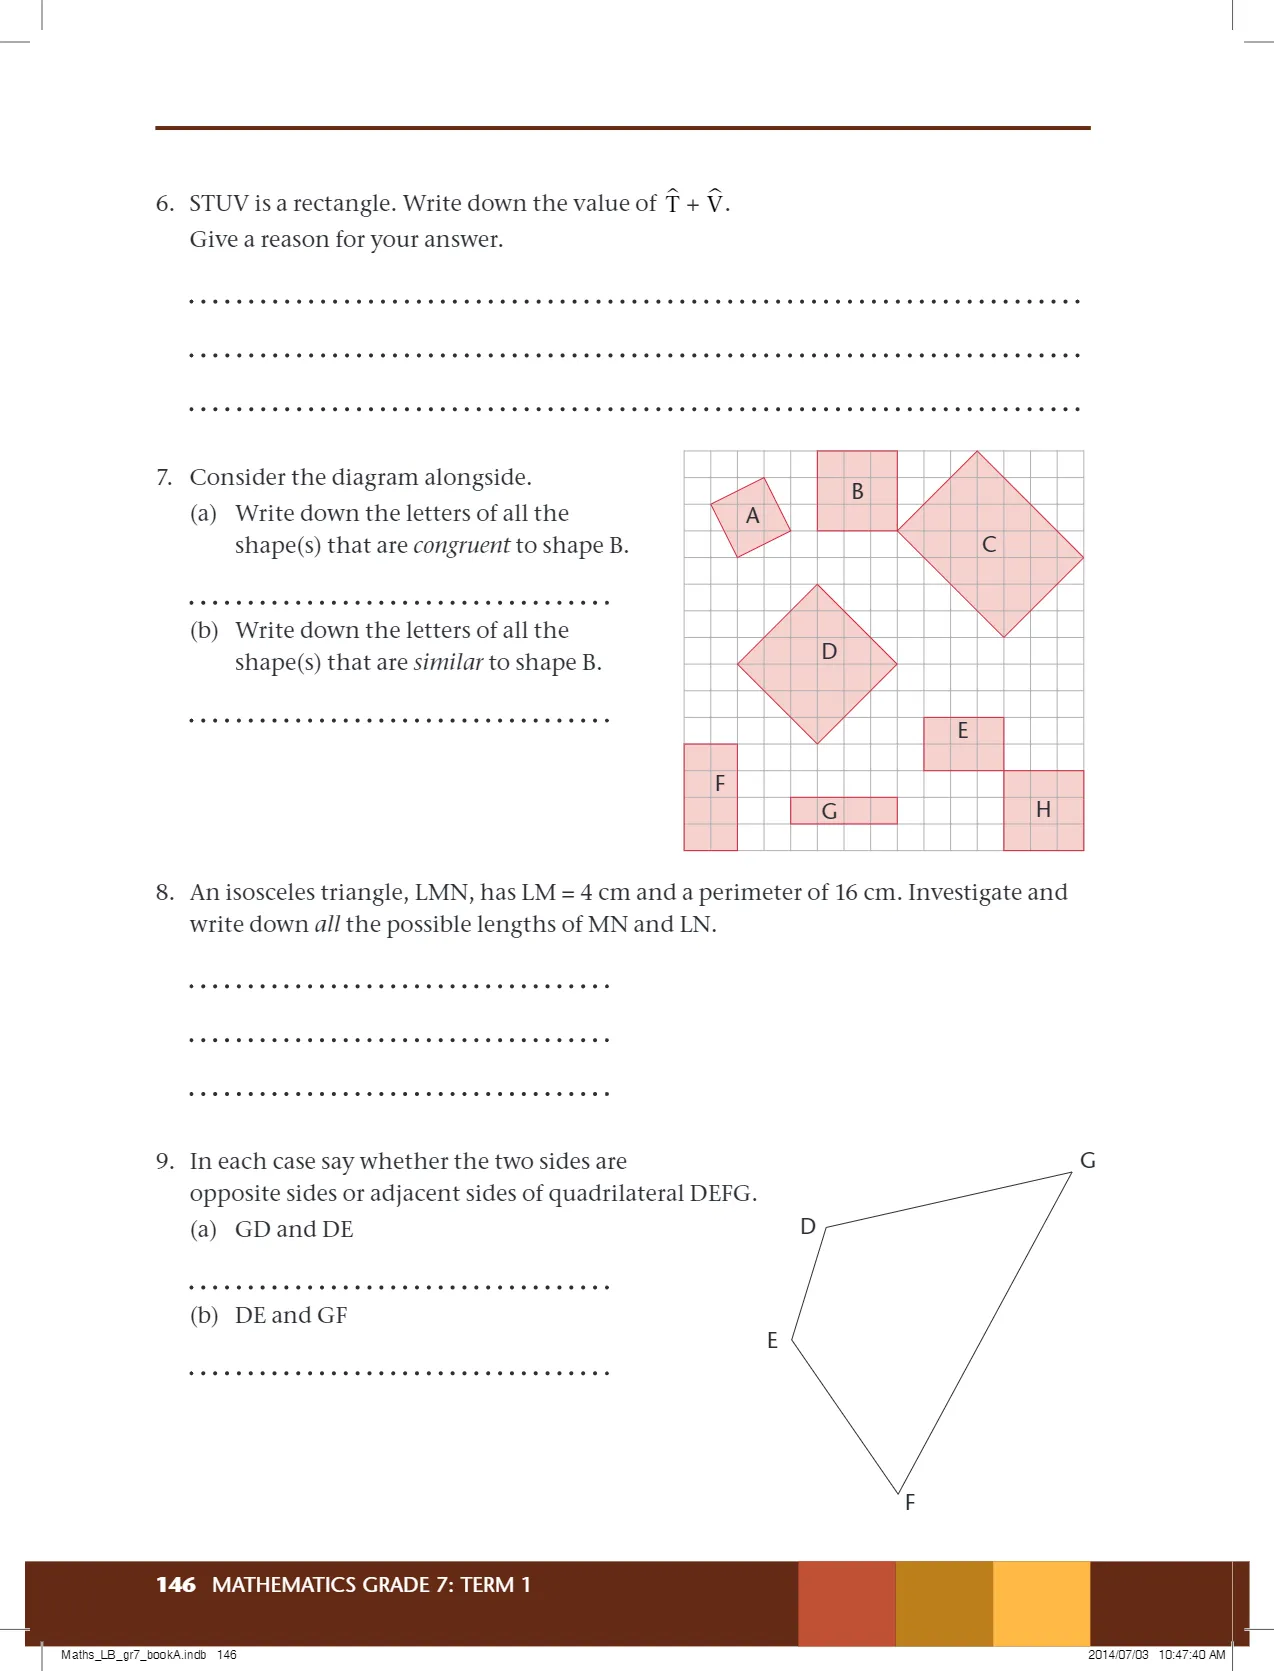 6. STUV is a rectangle. Write down the value of T̂ + V̂.
Give a reason for your answer.
7. Consider the diagram alongside.
(a) Write down the letters of all the
shape(s) that are congruent to shape B.
(b) Write down the letters of all the
shape(s) that are similar to shape B.
A
B
C
D
E
F
G
H
8. An isosceles triangle, LMN, has LM = 4 cm and a perimeter of 16 cm. Investigate and
write down all the possible lengths of MN and LN.
9. In each case say whether the two sides are
opposite sides or adjacent sides of quadrilateral DEFG.
(a) GD and DE
(b) DE and GF
G
D
E
F
146 MATHEMATICS GRADE 7: TERM 1
Maths_LB_gr7_bookA.indb 146
2014/07/03 10:47:40 AM